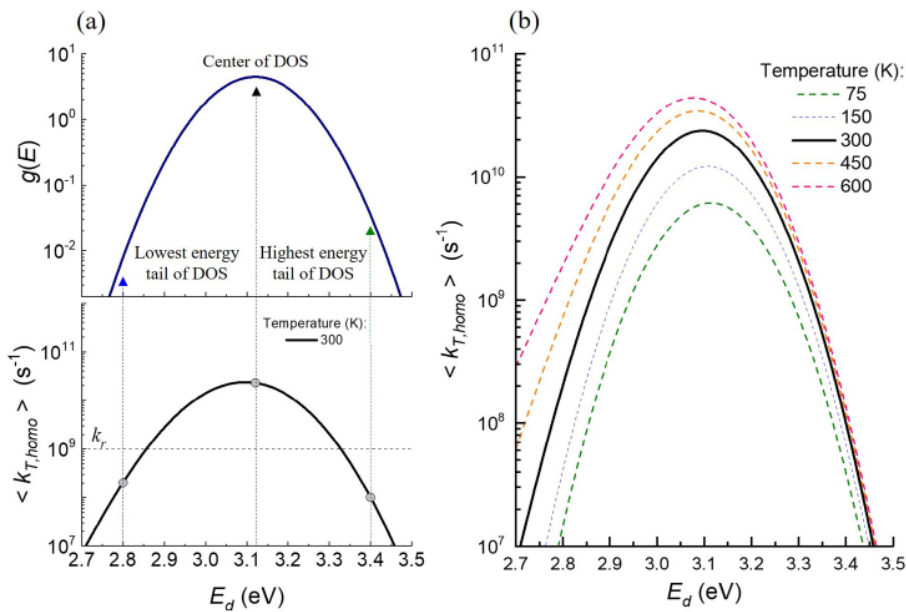 (a)
10^1
10^0
10^-1
10^-2
g(E)
Center of DOS
Lowest energy
tail of DOS
Highest energy
tail of DOS
Temperature (K):
300
10^11
10^10
10^9
10^8
10^7
< k_T,homo > (s^-1)
k_r
2.7 2.8 2.9 3.0 3.1 3.2 3.3 3.4 3.5
E_d (eV)
(b)
10^11
10^10
10^9
10^8
10^7
< k_T,homo > (s^-1)
Temperature (K):
75
150
300
450
600
2.7 2.8 2.9 3.0 3.1 3.2 3.3 3.4 3.5
E_d (eV)